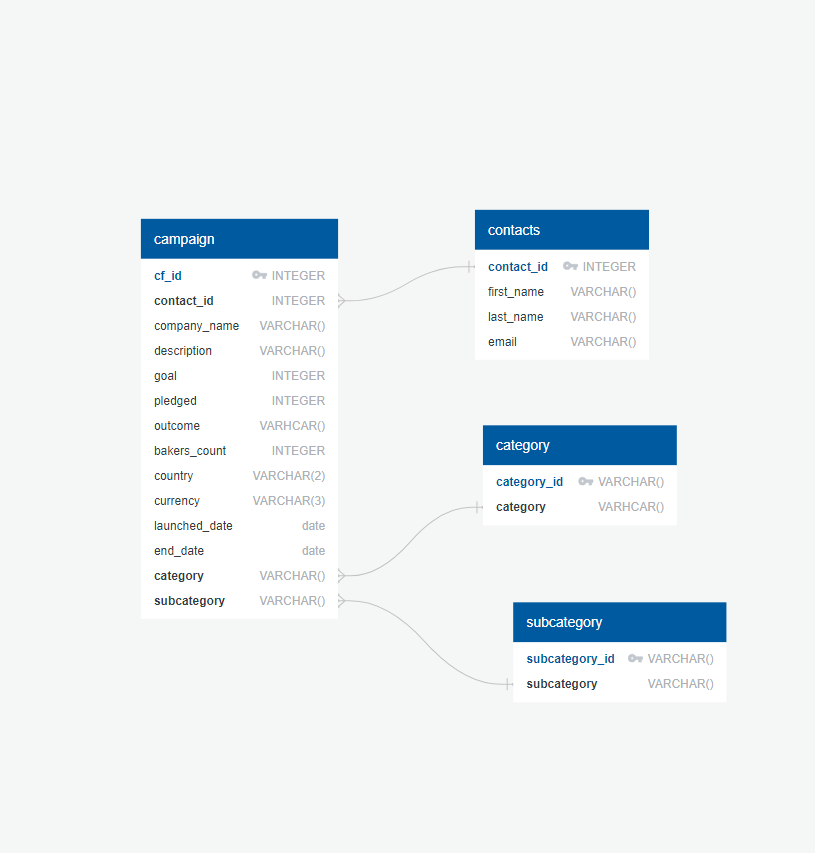 campaign
cf_id INTEGER
contact_id INTEGER
company_name VARCHAR()
description VARCHAR()
goal INTEGER
pledged INTEGER
outcome VARHCAR()
bakers_count INTEGER
country VARCHAR(2)
currency VARCHAR(3)
launched_date date
end_date date
category VARCHAR()
subcategory VARCHAR()
contacts
contact_id INTEGER
first_name VARCHAR()
last_name VARCHAR()
email VARCHAR()
category
category_id VARCHAR()
category VARHCAR()
subcategory
subcategory_id VARCHAR()
subcategory VARCHAR()